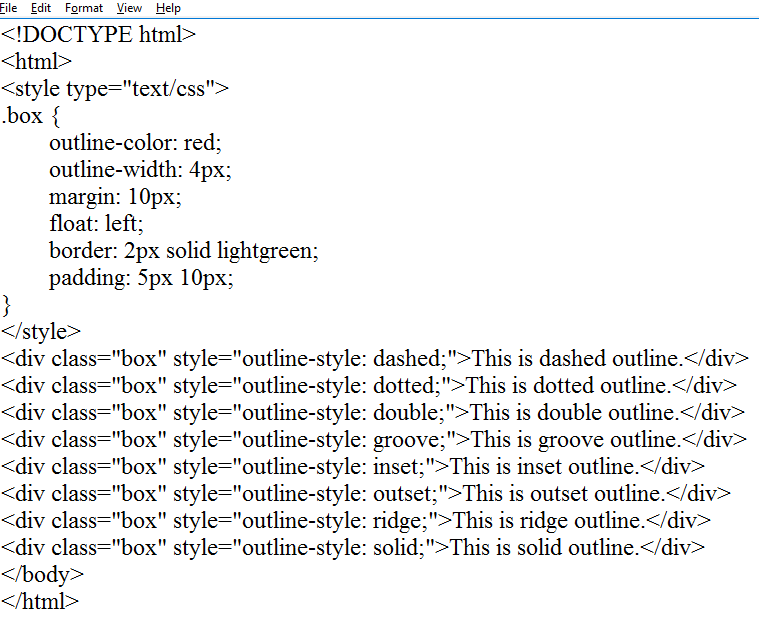 File Edit Format View Help
<!DOCTYPE html>
<html>
<style type="text/css">
.box {
outline-color: red;
outline-width: 4px;
margin: 10px;
float: left;
border: 2px solid lightgreen;
padding: 5px 10px;
}
</style>
<div class="box" style="outline-style: dashed;">This is dashed outline.</div>
<div class="box" style="outline-style: dotted;">This is dotted outline.</div>
<div class="box" style="outline-style: double;">This is double outline.</div>
<div class="box" style="outline-style: groove;">This is groove outline.</div>
<div class="box" style="outline-style: inset;">This is inset outline.</div>
<div class="box" style="outline-style: outset;">This is outset outline.</div>
<div class="box" style="outline-style: ridge;">This is ridge outline.</div>
<div class="box" style="outline-style: solid;">This is solid outline.</div>
</body>
</html>